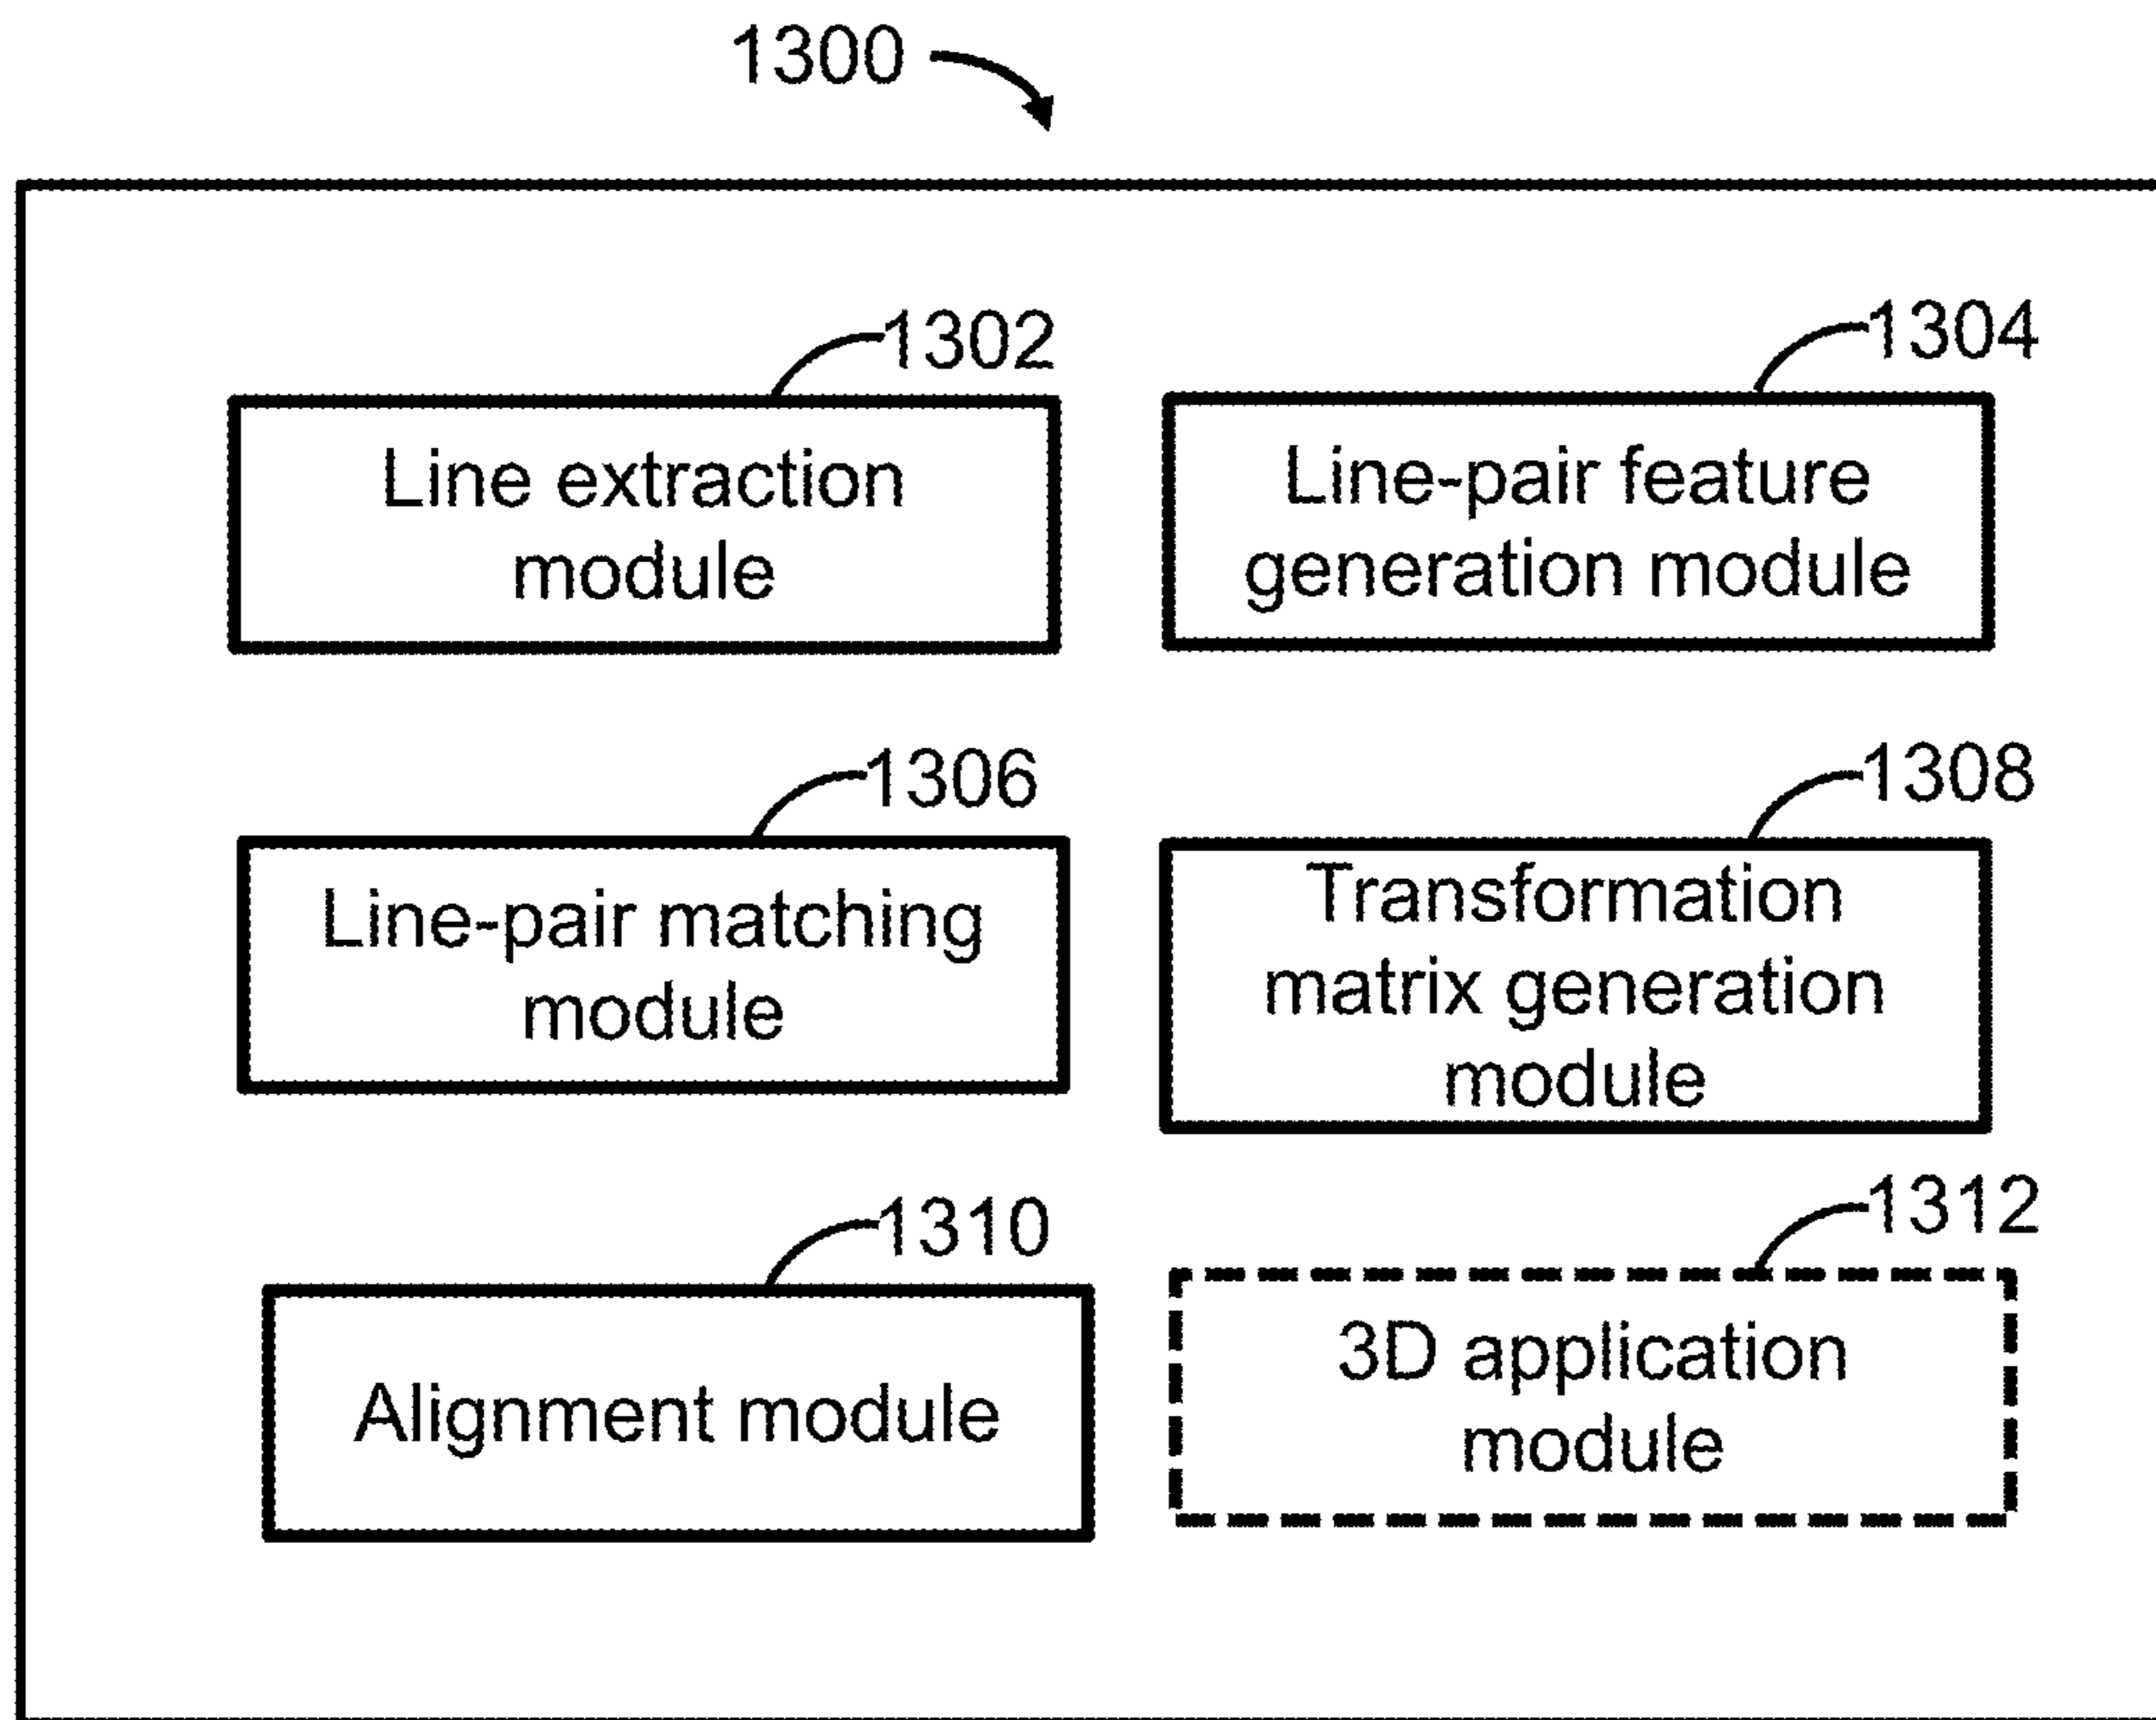 1300
1302
Line extraction
module
1304
Line-pair feature
generation module
1306
Line-pair matching
module
1308
Transformation
matrix generation
module
1310
Alignment module
1312
3D application
module